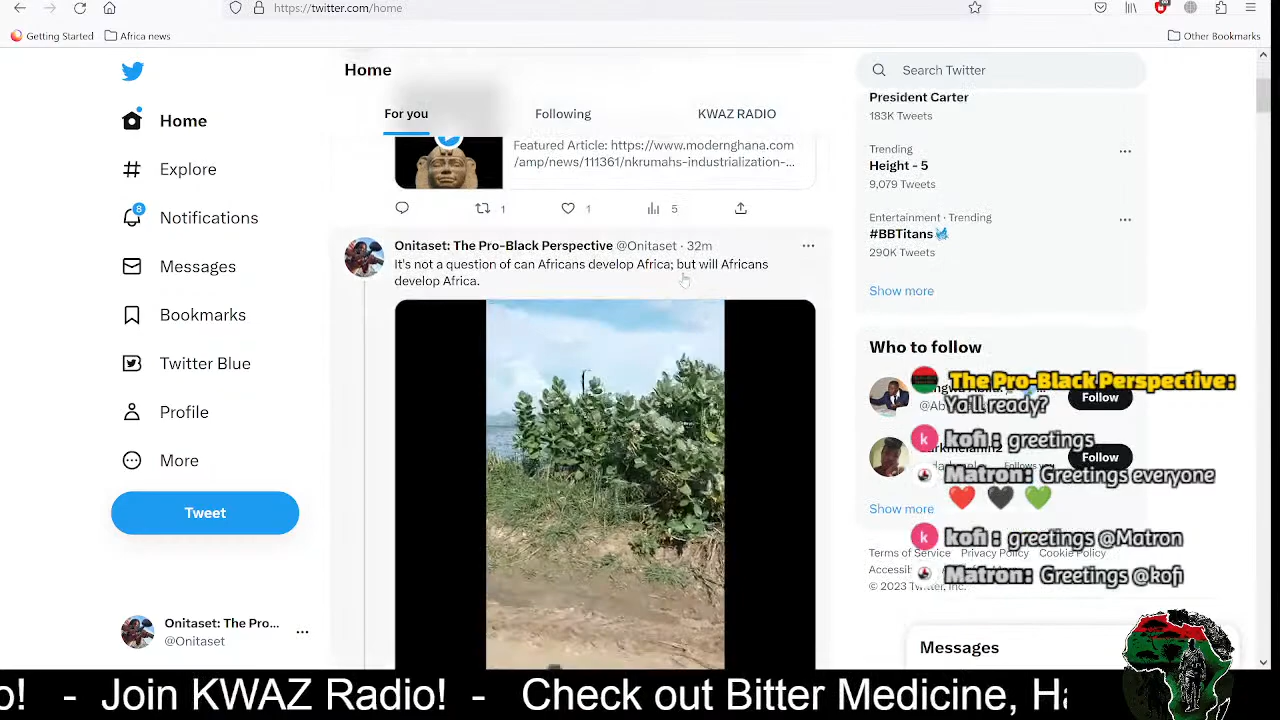 https://twitter.com/home
Getting Started
Africa news
Other Bookmarks
Home
For you
Following
KWAZ RADIO
Search Twitter
Home
Explore
8
Notifications
Messages
Bookmarks
Twitter Blue
Profile
More
Tweet
Onitaset: The Pro...
@Onitaset
Featured Article: https://www.modernghana.com
/amp/news/111361/nkrumahs-industrialization-...
1
1
5
Onitaset: The Pro-Black Perspective @Onitaset · 32m
It's not a question of can Africans develop Africa; but will Africans
develop Africa.
President Carter
183K Tweets
Trending
Height - 5
9,079 Tweets
Entertainment · Trending
#BBTitans
290K Tweets
Show more
Who to follow
Follow
Follow
Show more
Terms of Service Privacy Policy Cookie Policy
© 2023 Twitter, Inc.
Messages
The Pro-Black Perspective:
Ya'll ready?
k kofi : greetings
Matron: Greetings everyone
k kofi : greetings @Matron
Matron: Greetings @kofi
o! - Join KWAZ Radio! - Check out Bitter Medicine,